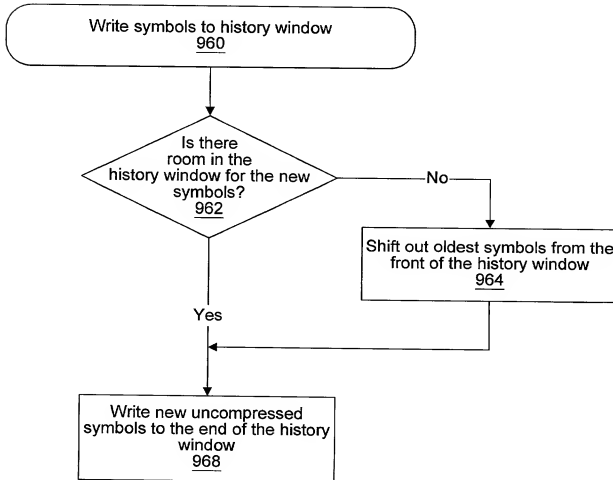 Write symbols to history window
960
Is there
room in the
history window for the new
symbols?
962
No
Shift out oldest symbols from the
front of the history window
964
Yes
Write new uncompressed
symbols to the end of the history
window
968